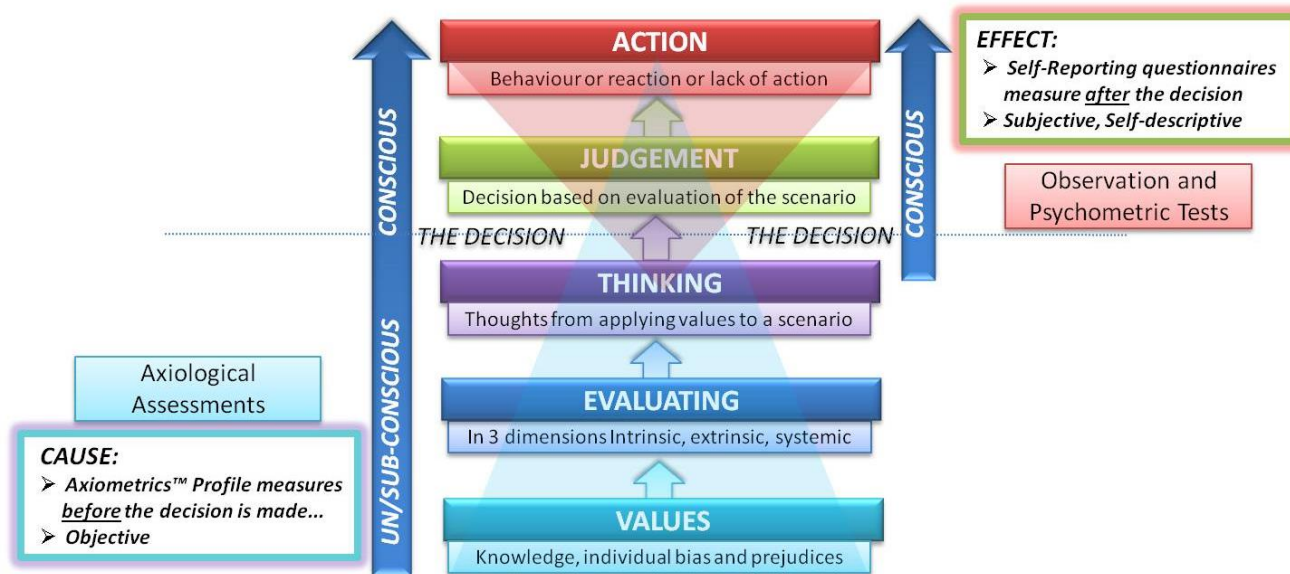 ACTION
Behaviour or reaction or lack of action
JUDGEMENT
Decision based on evaluation of the scenario
THE DECISION
THE DECISION
THINKING
Thoughts from applying values to a scenario
EVALUATING
In 3 dimensions Intrinsic, extrinsic, systemic
VALUES
Knowledge, individual bias and prejudices
CONSCIOUS
UN/SUB-CONSCIOUS
CONSCIOUS
EFFECT:
➢ Self-Reporting questionnaires
measure after the decision
➢ Subjective, Self-descriptive
Observation and
Psychometric Tests
Axiological
Assessments
CAUSE:
➢ Axiometrics™ Profile measures
before the decision is made...
➢ Objective